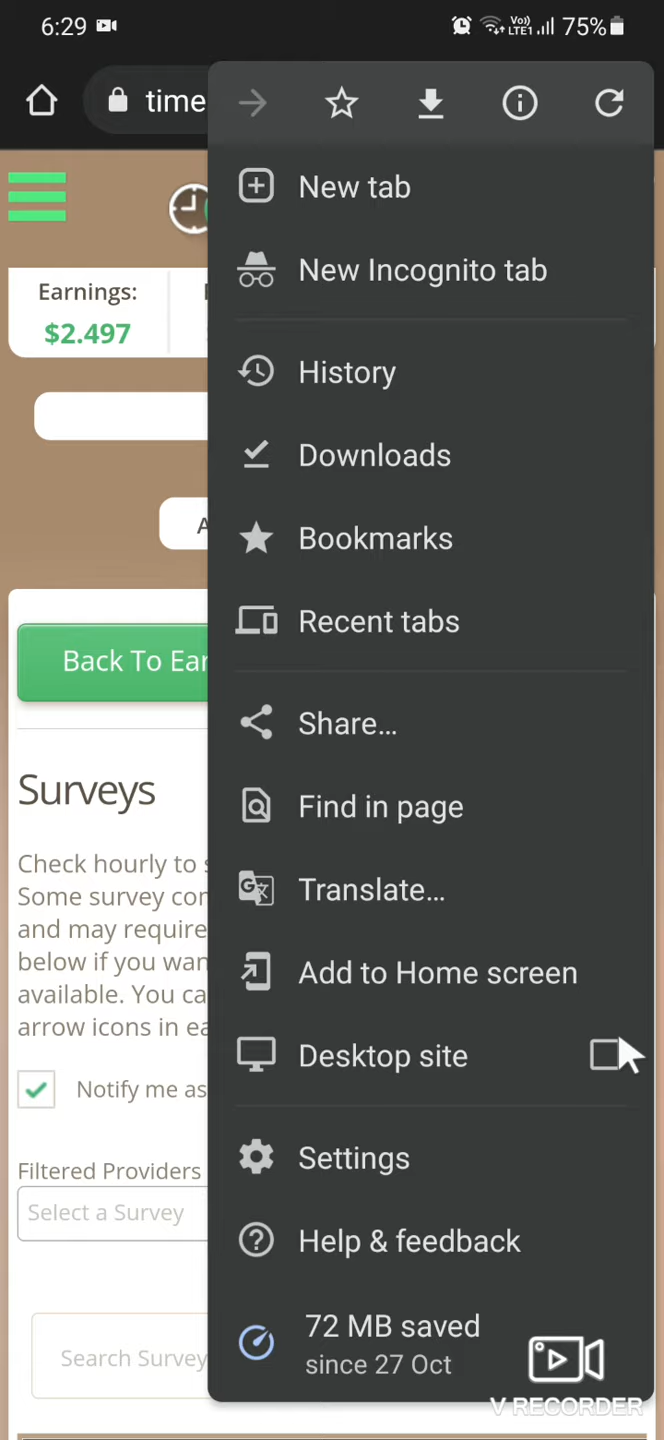 6:29
Vo)) LTE1 75%
time
New tab
New Incognito tab
Earnings:
$2.497
History
Downloads
Bookmarks
Recent tabs
Back To Ear
Share...
Surveys
Find in page
Check hourly to s
Some survey con
and may require
below if you wan
available. You ca
arrow icons in ea
Translate...
Add to Home screen
Desktop site
Notify me as
Settings
Filtered Providers
Select a Survey
Help & feedback
72 MB saved
since 27 Oct
Search Survey
V RECORDER